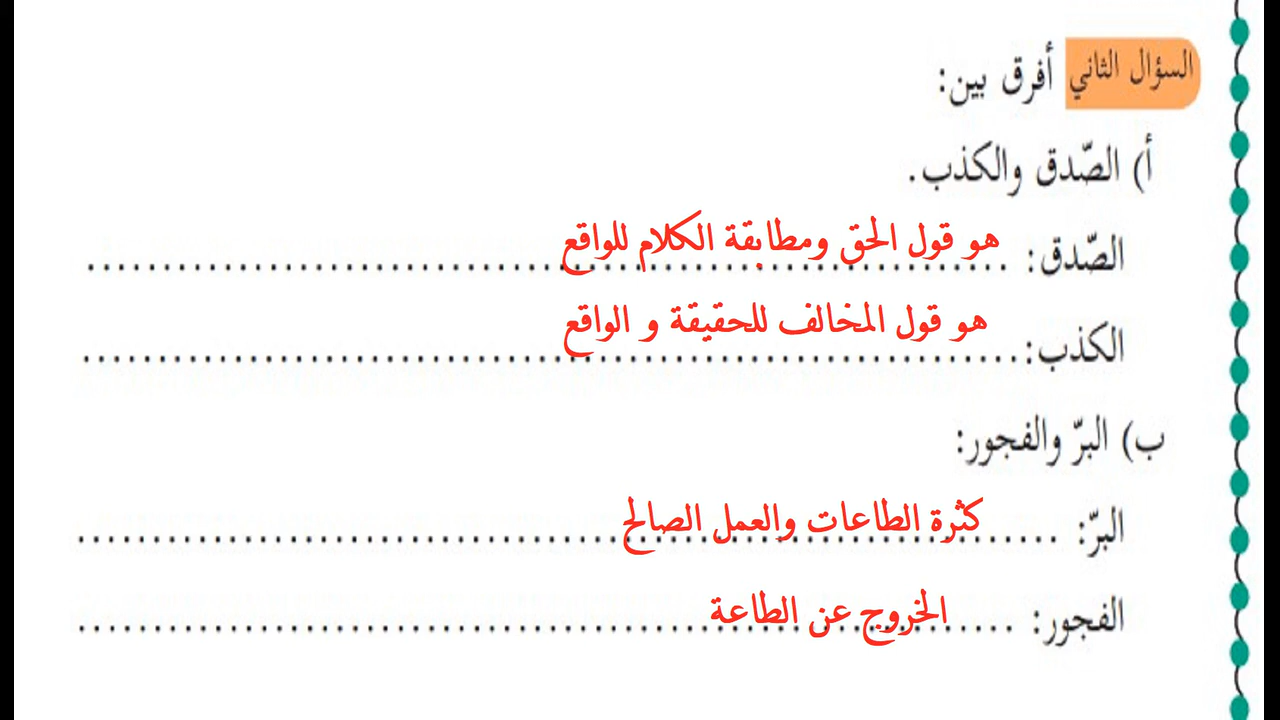 السؤال الثاني أفرق بين:
أ) الصّدق والكذب.
الصّدق: هو قول الحق ومطابقة الكلام للواقع
الكذب: هو قول المخالف للحقيقة و الواقع
ب) البرّ والفجور:
البرّ: كثرة الطاعات والعمل الصالح
الفجور: الخروج عن الطاعة